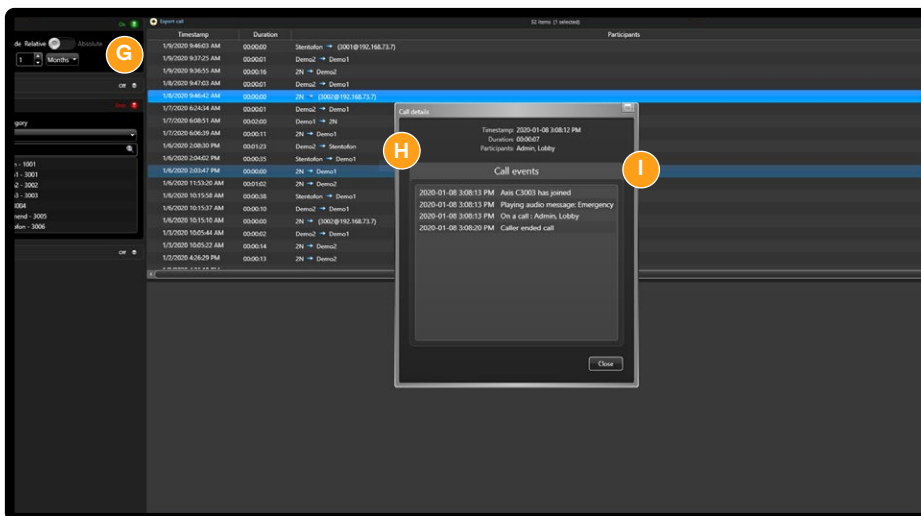 Export call
52 items (1 selected)
On
Timestamp Duration Participants
de Relative Absolute
1 Months
G
Off
Error
gory
- 1001
1 - 3001
2 - 3002
3 - 3003
3004
mend - 3005
fon - 3006
Off
1/9/2020 9:46:03 AM 00:00:00 Stentofon → (3001@192.168.73.7)
1/9/2020 9:37:25 AM 00:00:01 Demo2 → Demo1
1/9/2020 9:36:55 AM 00:00:16 2N → Demo2
1/8/2020 9:47:03 AM 00:00:01 Demo2 → Demo1
1/8/2020 9:46:42 AM 00:00:00 2N → (3002@192.168.73.7)
1/7/2020 6:24:34 AM 00:00:01 Demo2 → Demo1
1/7/2020 6:08:51 AM 00:02:00 Demo1 → 2N
1/7/2020 6:06:39 AM 00:00:11 2N → Demo1
1/6/2020 2:08:30 PM 00:01:23 Demo2 → Stentofon
1/6/2020 2:04:02 PM 00:00:35 Stentofon → Demo1
1/6/2020 2:03:47 PM 00:00:00 2N → Demo1
1/6/2020 11:53:20 AM 00:01:02 2N → Demo2
1/6/2020 10:15:58 AM 00:00:38 Stentofon → Demo1
1/6/2020 10:15:37 AM 00:00:10 Demo2 → Demo1
1/6/2020 10:15:10 AM 00:00:00 2N → (3002@192.168.73.7)
1/3/2020 10:05:44 AM 00:00:02 Demo2 → Demo1
1/3/2020 10:05:22 AM 00:00:14 2N → Demo2
1/2/2020 4:26:29 PM 00:00:13 2N → Demo2
Call details
H
I
Timestamp: 2020-01-08 3:08:12 PM
Duration: 00:00:07
Participants: Admin, Lobby
Call events
2020-01-08 3:08:13 PM Axis C3003 has joined
2020-01-08 3:08:13 PM Playing audio message: Emergency
2020-01-08 3:08:13 PM On a call : Admin, Lobby
2020-01-08 3:08:20 PM Caller ended call
Close